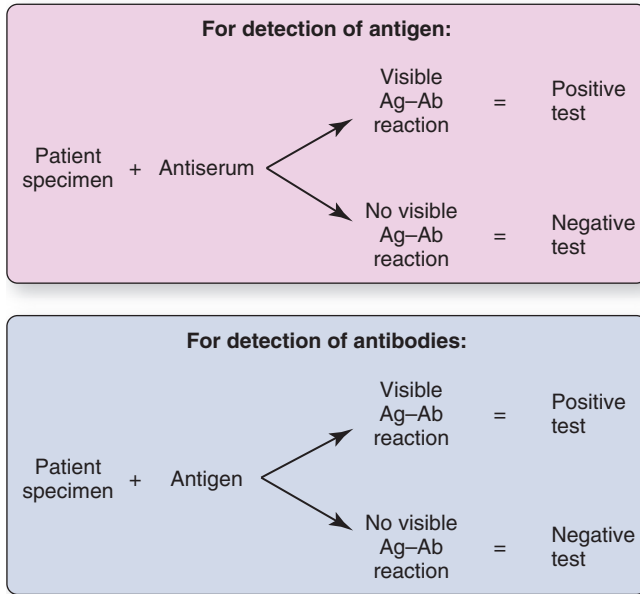 For detection of antigen:
Visible
Ag–Ab
reaction
=
Positive
test
Patient
specimen
+
Antiserum
No visible
Ag–Ab
reaction
=
Negative
test
For detection of antibodies:
Visible
Ag–Ab
reaction
=
Positive
test
Patient
specimen
+
Antigen
No visible
Ag–Ab
reaction
=
Negative
test